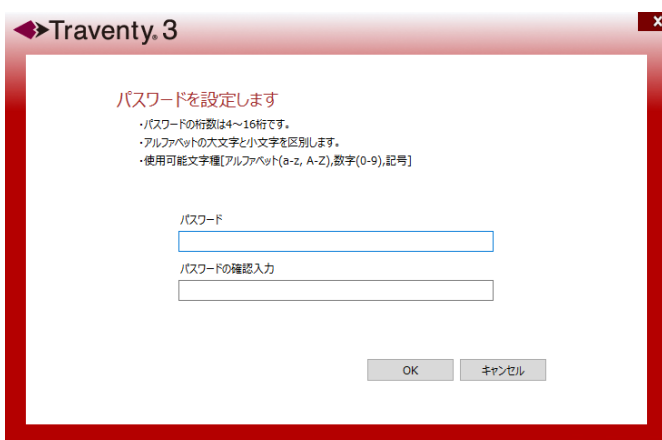 Traventy. 3
パスワードを設定します
・パスワードの桁数は4～16桁です。
・アルファベットの大文字と小文字を区別します。
・使用可能文字種[アルファベット(a-z, A-Z),数字(0-9),記号]
パスワード
パスワードの確認入力
OK キャンセル